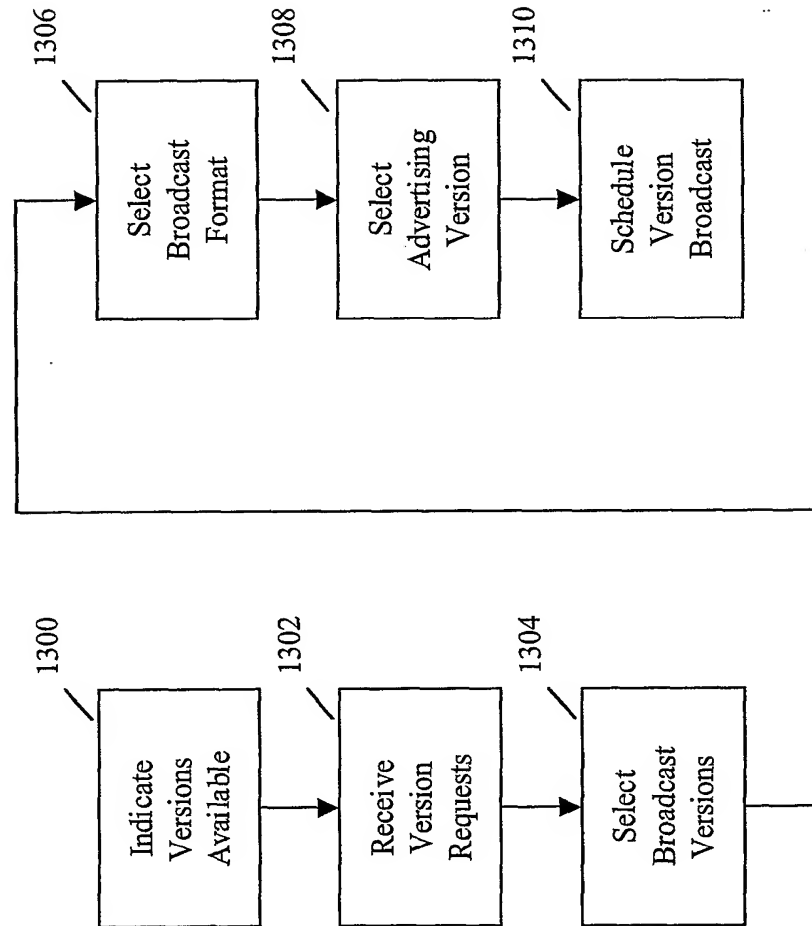 1300
Indicate
Versions
Available
1302
Receive
Version
Requests
1304
Select
Broadcast
Versions
1306
Select
Broadcast
Format
1308
Select
Advertising
Version
1310
Schedule
Version
Broadcast